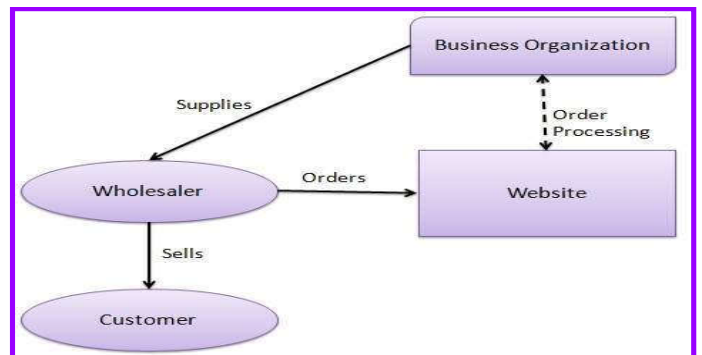 Business Organization
Supplies
Order
Processing
Wholesaler
Orders
Website
Sells
Customer